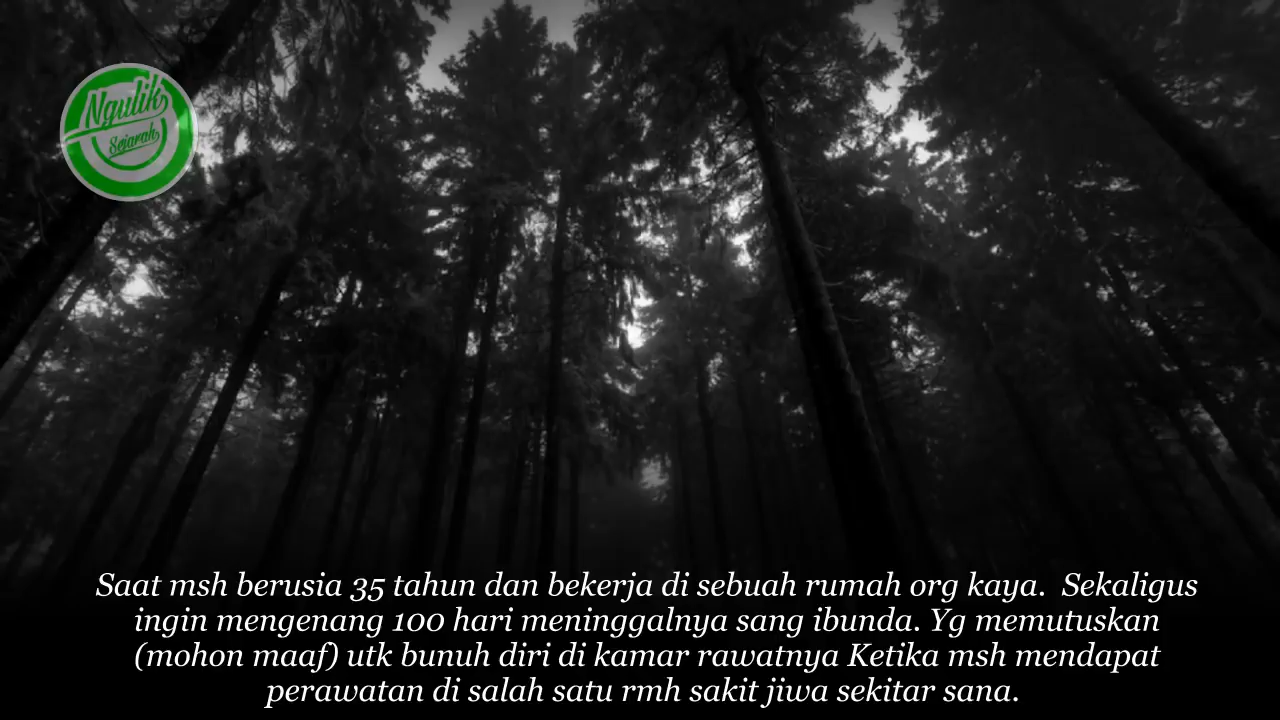 Ngulik
Sejarah
Saat msh berusia 35 tahun dan bekerja di sebuah rumah org kaya.  Sekaligus
ingin mengenang 100 hari meninggalnya sang ibunda. Yg memutuskan
(mohon maaf) utk bunuh diri di kamar rawatnya Ketika msh mendapat
perawatan di salah satu rmh sakit jiwa sekitar sana.